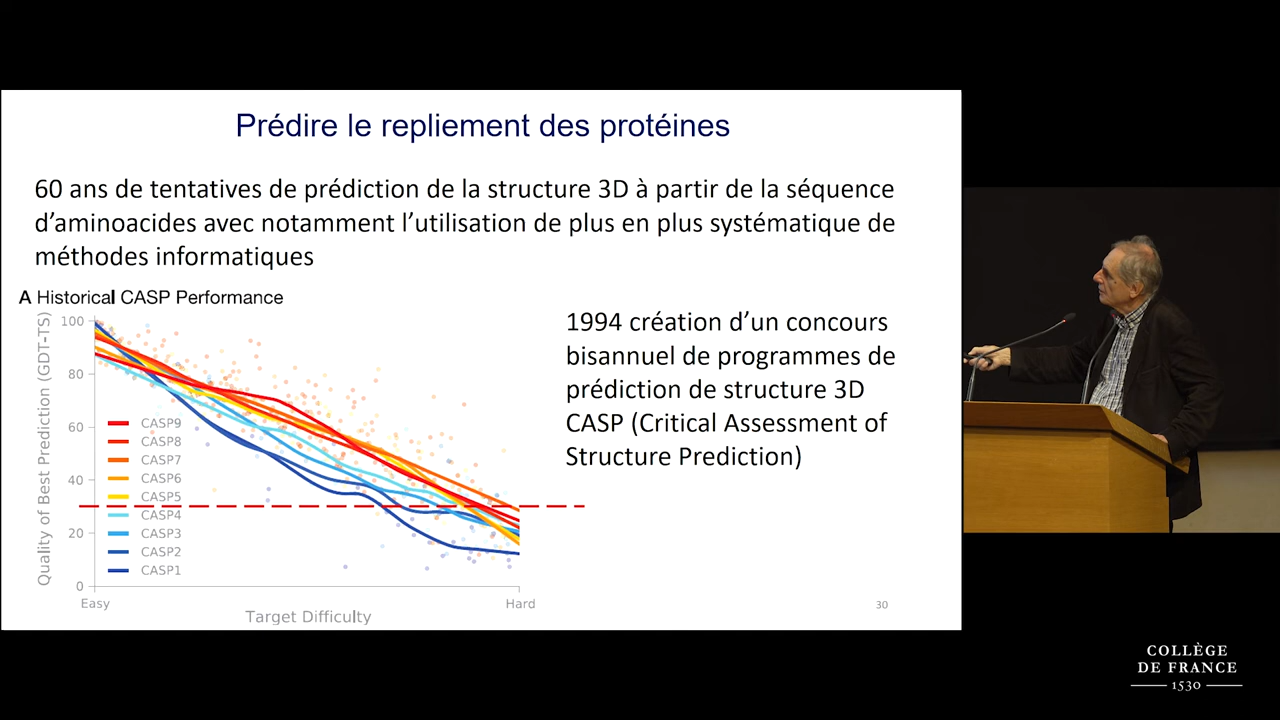 Prédire le repliement des protéines
60 ans de tentatives de prédiction de la structure 3D à partir de la séquence
d'aminoacides avec notamment l'utilisation de plus en plus systématique de
méthodes informatiques
A Historical CASP Performance
Quality of Best Prediction (GDT-TS)
100
80
60
40
20
0
CASP9
CASP8
CASP7
CASP6
CASP5
CASP4
CASP3
CASP2
CASP1
Easy
Hard
Target Difficulty
1994 création d'un concours
bisannuel de programmes de
prédiction de structure 3D
CASP (Critical Assessment of
Structure Prediction)
30
COLLÈGE
DE FRANCE
1530